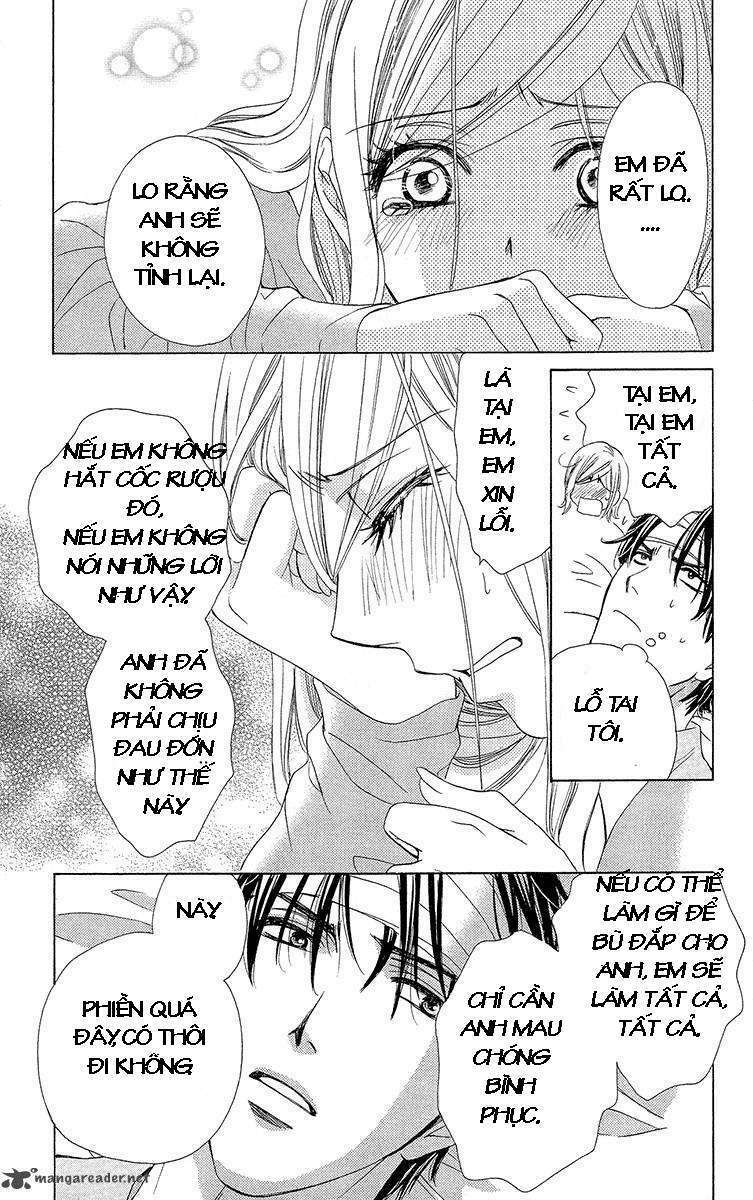 EM ĐÃ
RẤT LO.
....
LO RẰNG
ANH SẼ
KHÔNG
TỈNH LẠI.
TẠI EM,
TẠI EM
TẤT
CẢ.
LÀ
TẠI
EM,
EM
XIN
LỖI.
LỖ TAI
TÔI.
NẾU EM KHÔNG
HẮT CỐC RƯỢU
ĐÓ,
NẾU EM KHÔNG
NÓI NHỮNG LỜI
NHƯ VẬY.
ANH ĐÃ
KHÔNG
PHẢI CHỊU
ĐAU ĐỚN
NHƯ THẾ
NÀY.
NẾU CÓ THỂ
LÀM GÌ ĐỂ
BÙ ĐẮP CHO
ANH, EM SẼ
LÀM TẤT CẢ,
TẤT CẢ.
CHỈ CẦN
ANH MAU
CHÓNG
BÌNH
PHỤC.
NÀY.
PHIỀN QUÁ
ĐẤY, CÓ THÔI
ĐI KHÔNG.
mangareader.net